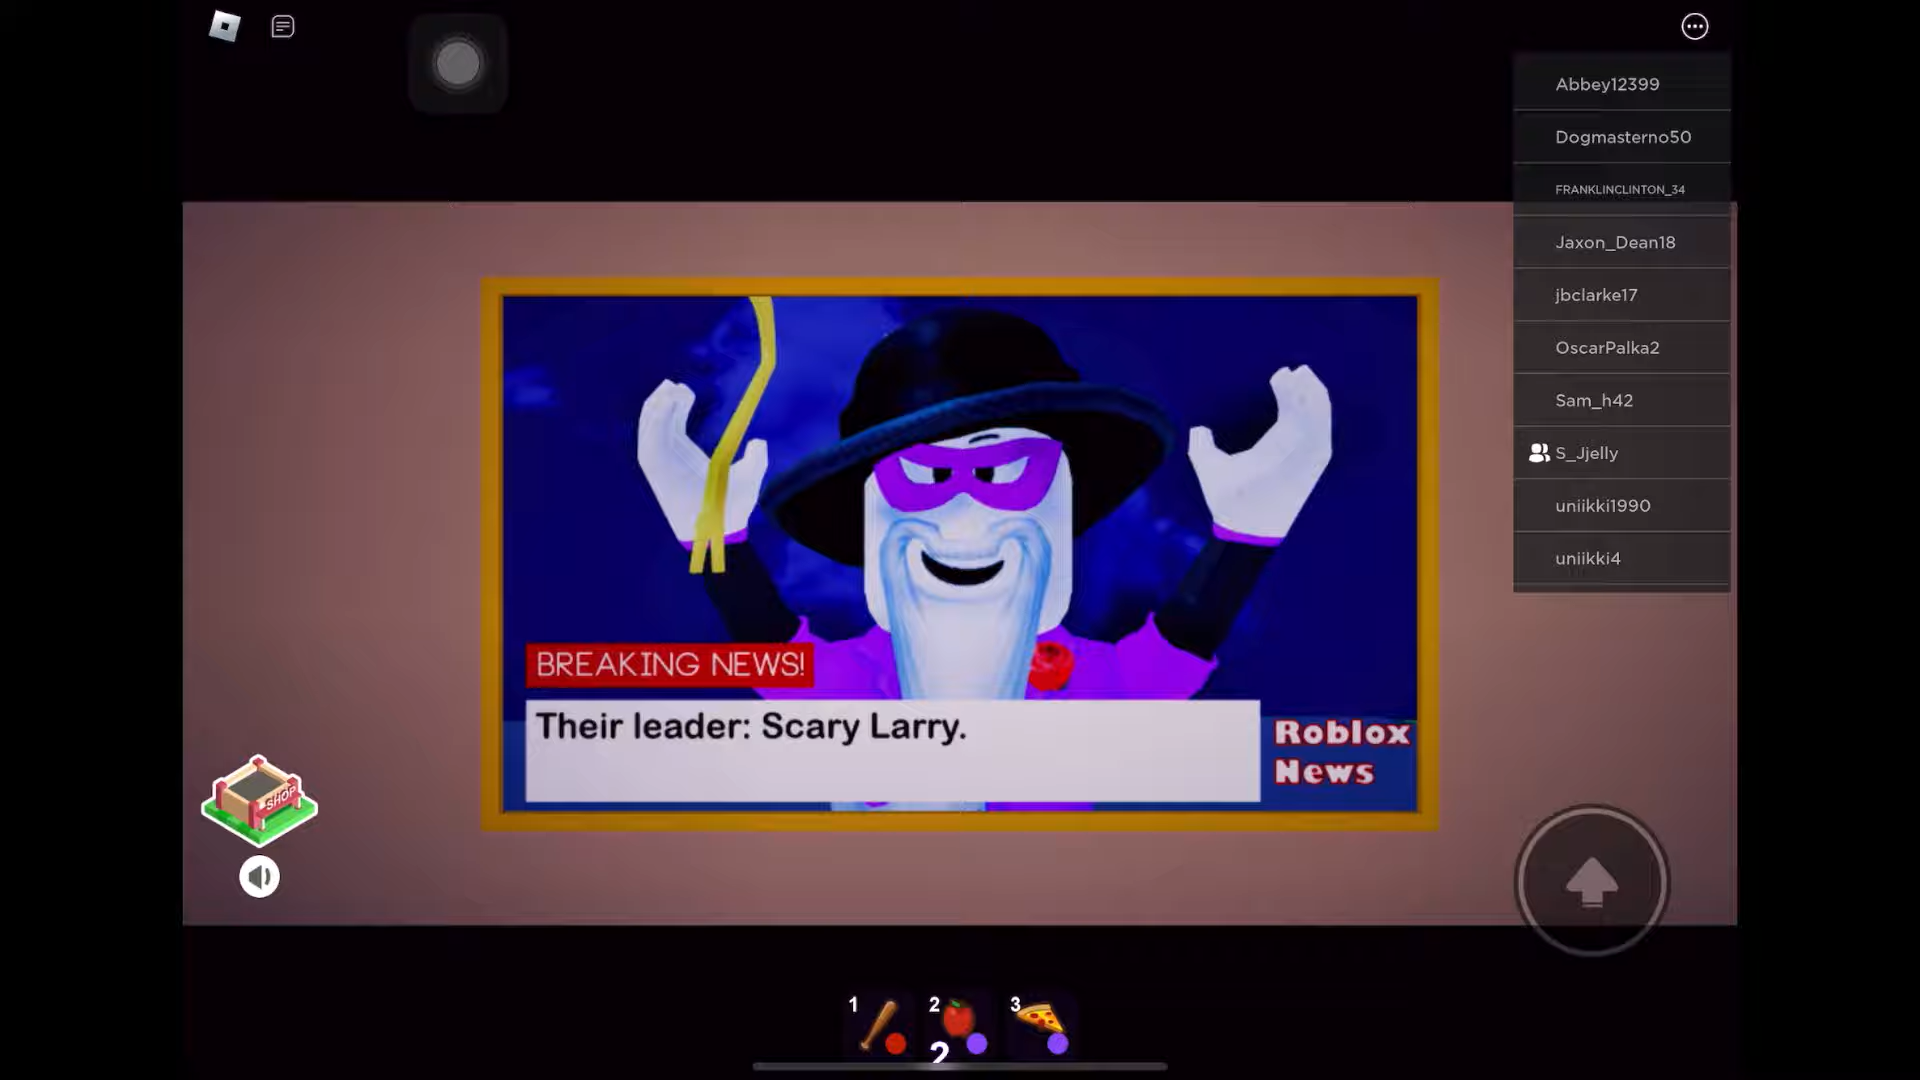 Abbey12399
Dogmasterno50
FRANKLINCLINTON_34
Jaxon_Dean18
jbclarke17
OscarPalka2
Sam_h42
S_Jjelly
uniikki1990
uniikki4
BREAKING NEWS!
Their leader: Scary Larry.
Roblox
News
SHOP
1 2 3
2